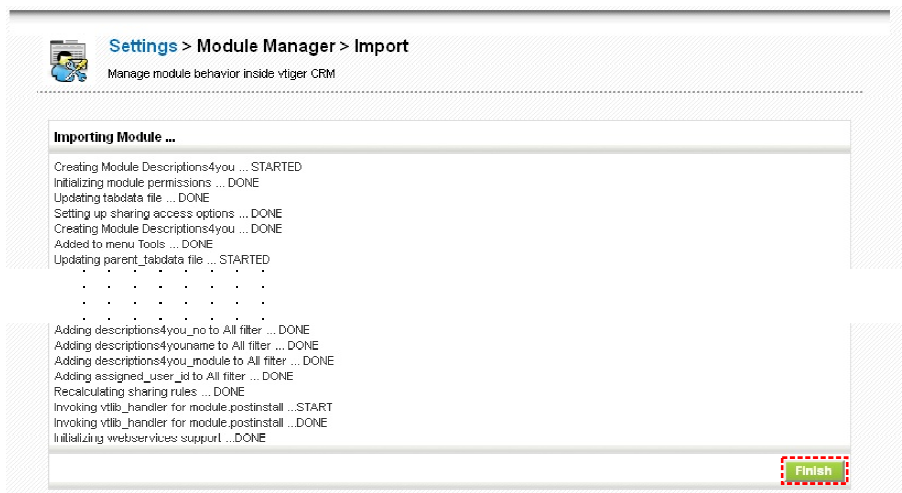 Settings > Module Manager > Import
Manage module behavior inside vtiger CRM
Importing Module ...
Creating Module Descriptions4you ... STARTED
Initializing module permissions ... DONE
Updating tabdata file ... DONE
Setting up sharing access options ... DONE
Creating Module Descriptions4you ... DONE
Added to menu Tools ... DONE
Updating parent_tabdata file ... STARTED
Adding descriptions4you_no to All filter ... DONE
Adding descriptions4youname to All filter ... DONE
Adding descriptions4you_module to All filter ... DONE
Adding assigned_user_id to All filter ... DONE
Recalculating sharing rules ... DONE
Invoking vtlib_handler for module.postinstall ...START
Invoking vtlib_handler for module.postinstall ...DONE
Initializing webservices support ...DONE
Finish